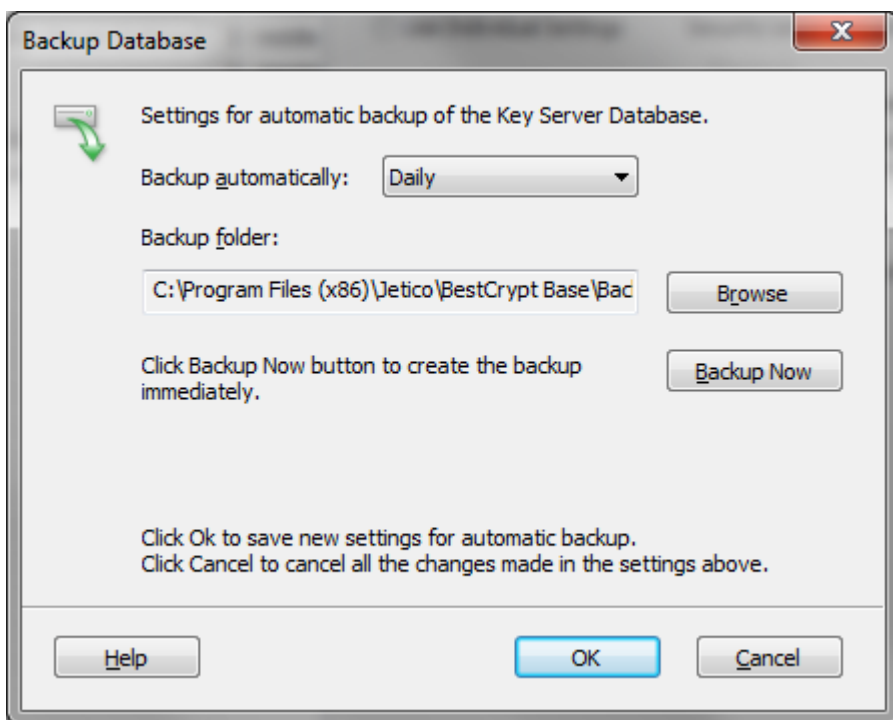 Backup Database
Settings for automatic backup of the Key Server Database.
Backup automatically:
Daily
Backup folder:
C:\Program Files (x86)\Jetico\BestCrypt Base\Bac
Browse
Click Backup Now button to create the backup
immediately.
Backup Now
Click Ok to save new settings for automatic backup.
Click Cancel to cancel all the changes made in the settings above.
Help
OK
Cancel